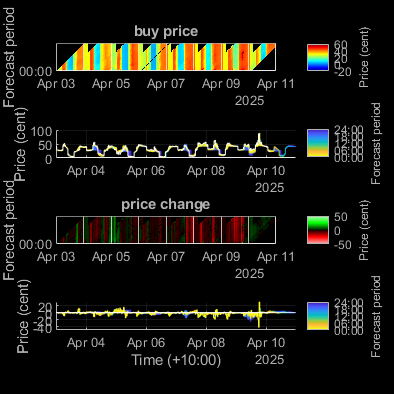 buy price
Forecast period
00:00
Apr 03 Apr 05 Apr 07 Apr 09 Apr 11
2025
60
40
20
0
-20
Price (cent)
Price (cent)
100
50
0
Apr 04 Apr 06 Apr 08 Apr 10
2025
24:00
18:00
12:00
06:00
00:00
Forecast period
price change
Forecast period
00:00
Apr 03 Apr 05 Apr 07 Apr 09 Apr 11
2025
50
0
-50
Price (cent)
Price (cent)
20
0
-20
-40
Apr 04 Apr 06 Apr 08 Apr 10
Time (+10:00) 2025
24:00
18:00
12:00
06:00
00:00
Forecast period